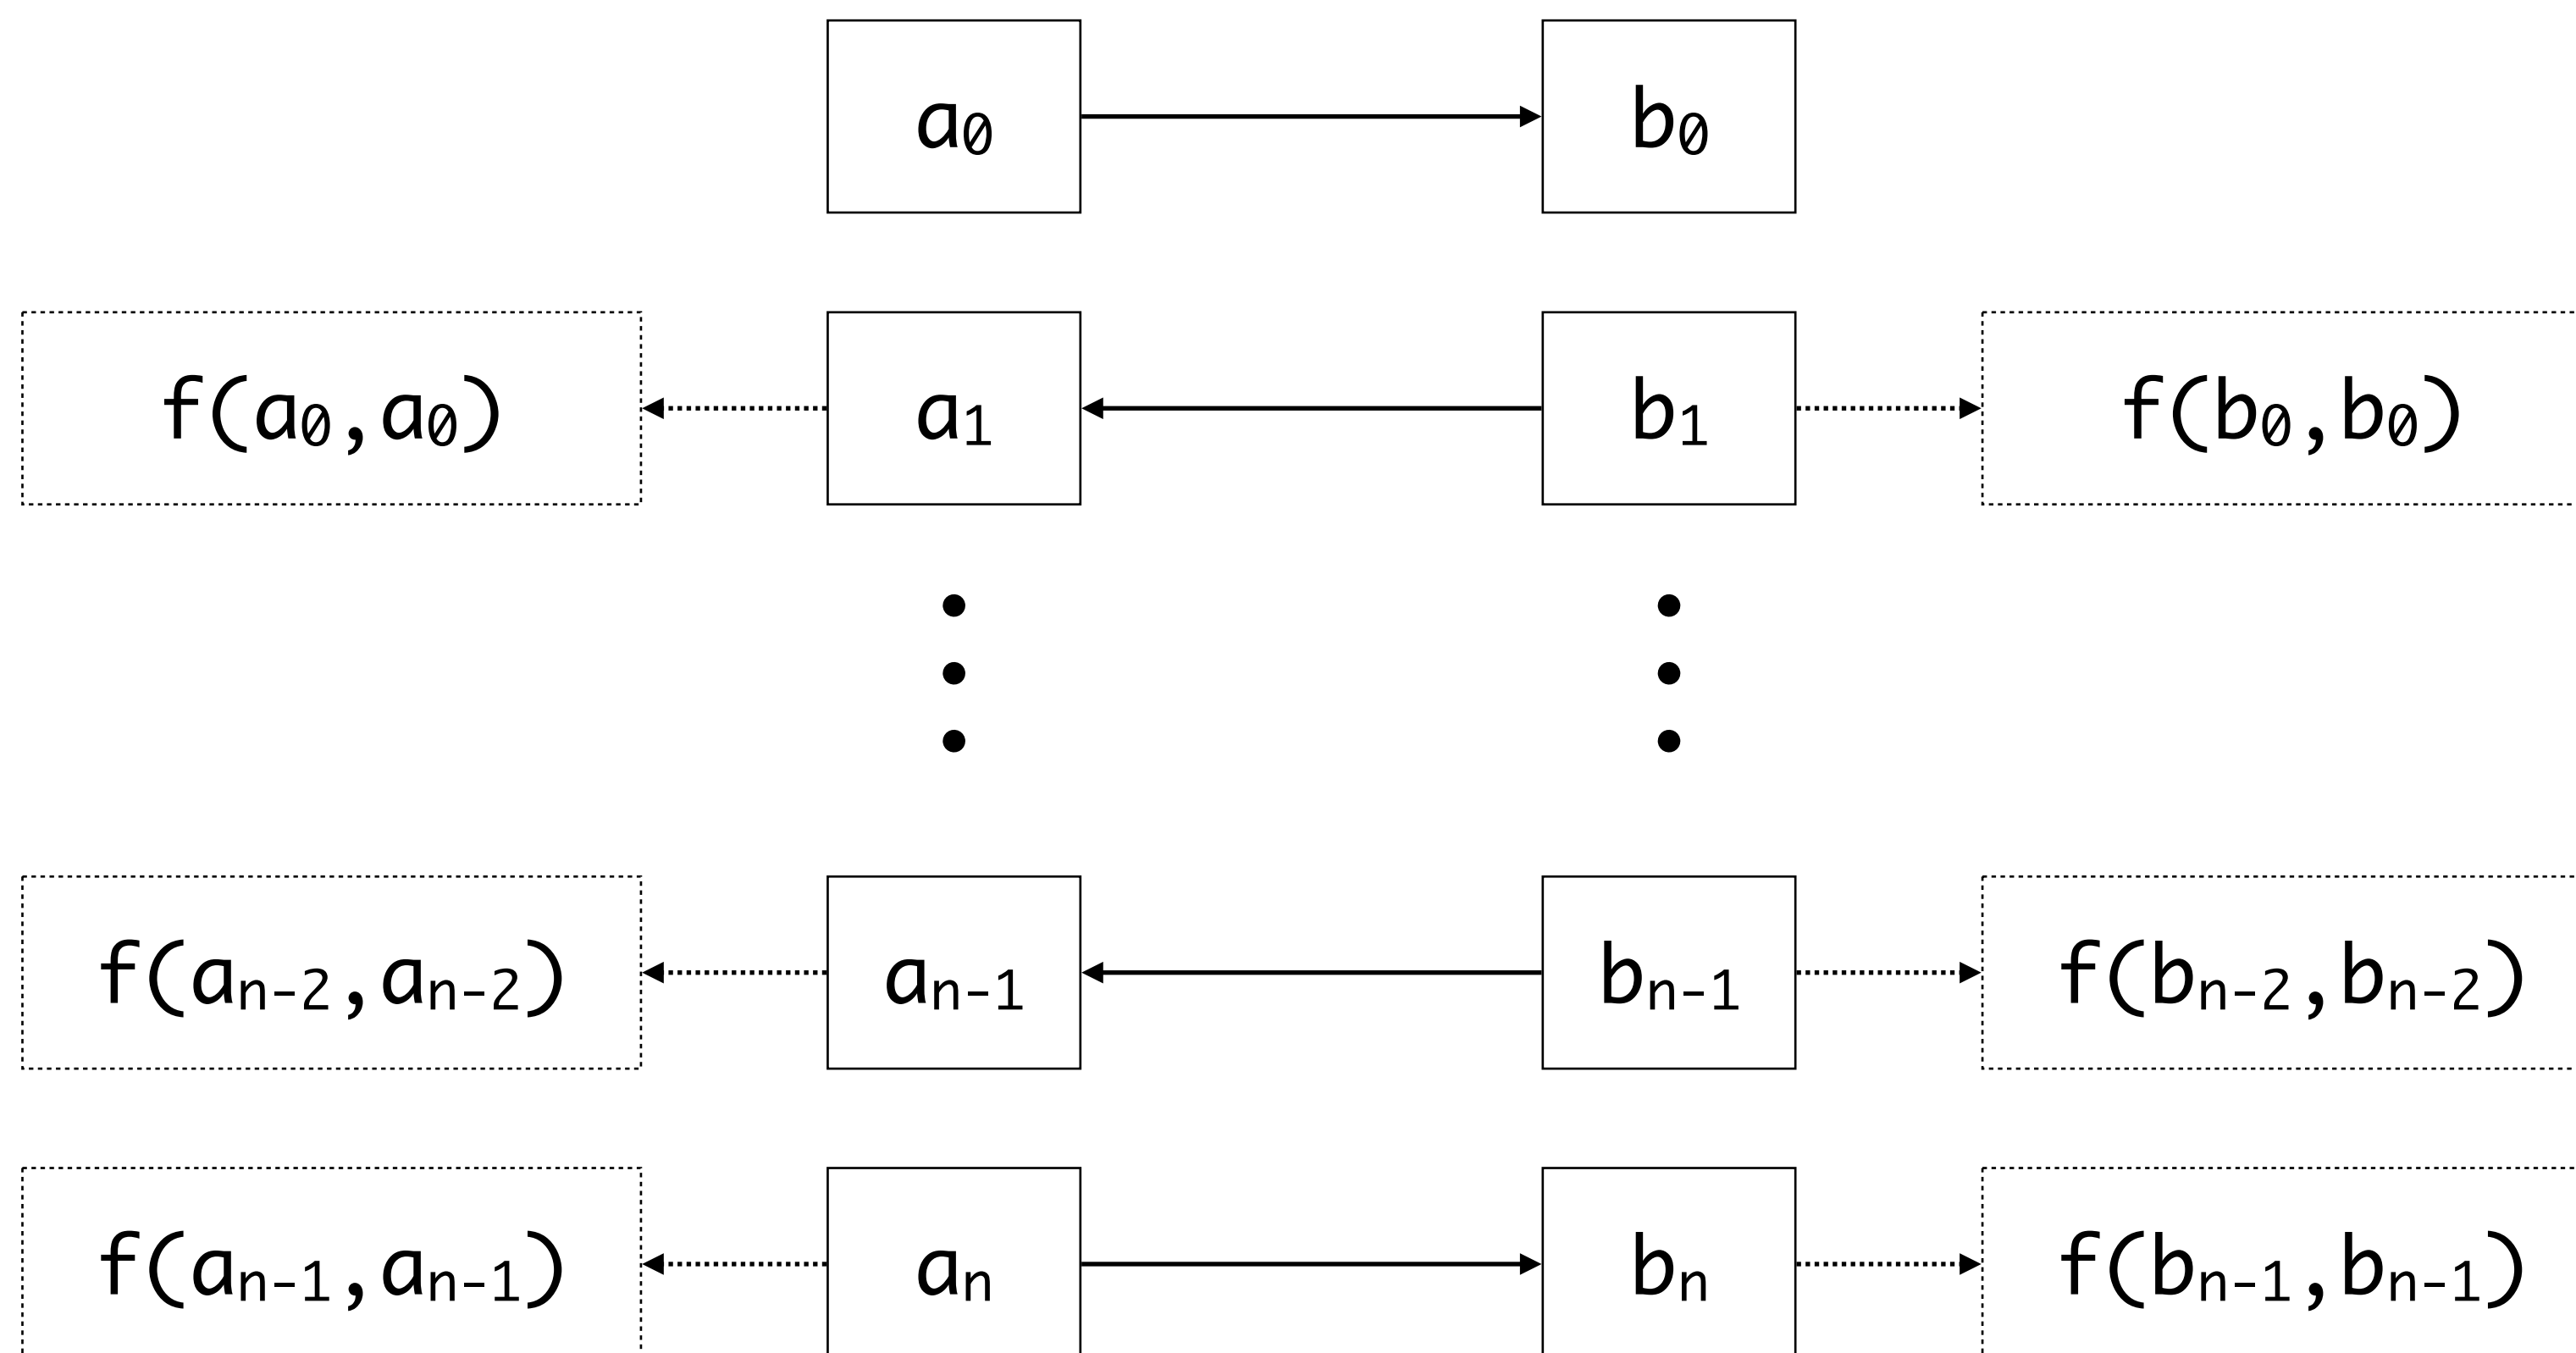 a₀ b₀
f(a₀,a₀) a₁ b₁ f(b₀,b₀)
f(aₙ₋₂,aₙ₋₂) aₙ₋₁ bₙ₋₁ f(bₙ₋₂,bₙ₋₂)
f(aₙ₋₁,aₙ₋₁) aₙ bₙ f(bₙ₋₁,bₙ₋₁)